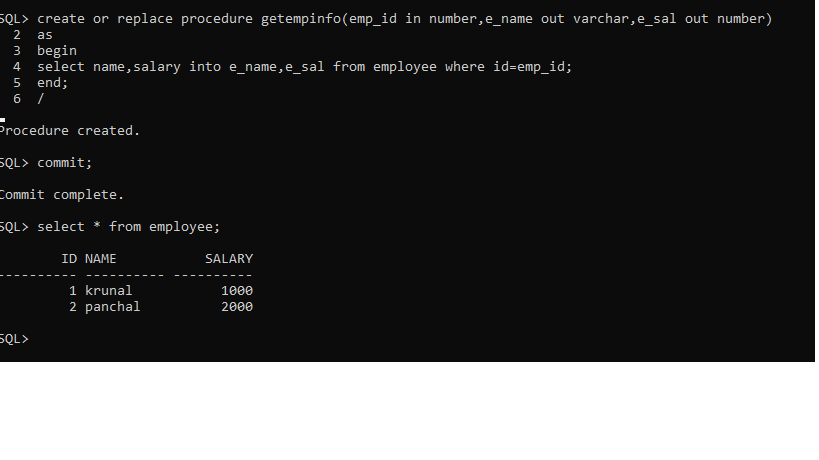 SQL> create or replace procedure getempinfo(emp_id in number,e_name out varchar,e_sal out number)
2 as
3 begin
4 select name,salary into e_name,e_sal from employee where id=emp_id;
5 end;
6 /
Procedure created.
SQL> commit;
Commit complete.
SQL> select * from employee;
ID NAME SALARY
---------- ---------- ----------
1 krunal 1000
2 panchal 2000
SQL>